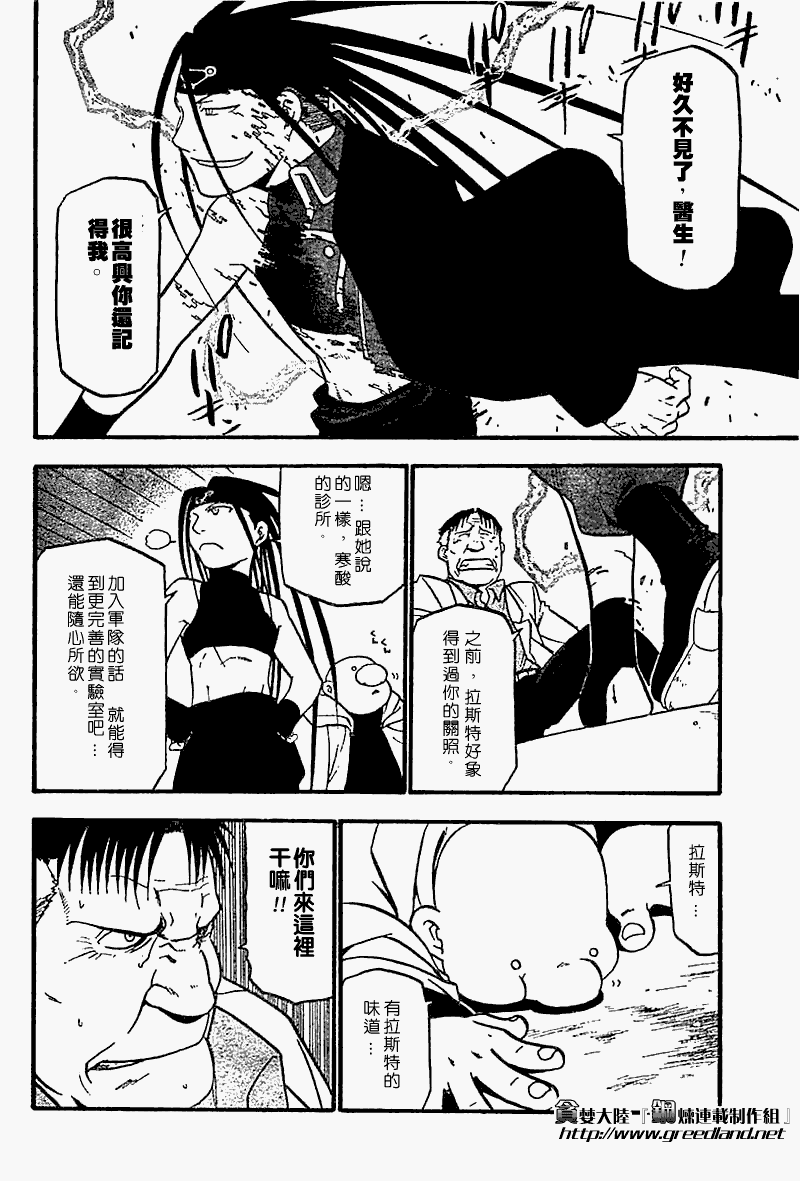 好久不見了，醫生！
很高興你還記
得我。
之前，拉斯特好象
得到過你的關照。
嗯…跟她說
的一樣，寒酸
的診所。
加入軍隊的話 就能得
到更完善的實驗室吧…
還能隨心所欲。
拉斯特…
有拉斯特的
味道…
你們來這裡
干嘛!!
雙大陸『 煉連載制作組』
http://www.greedland.net